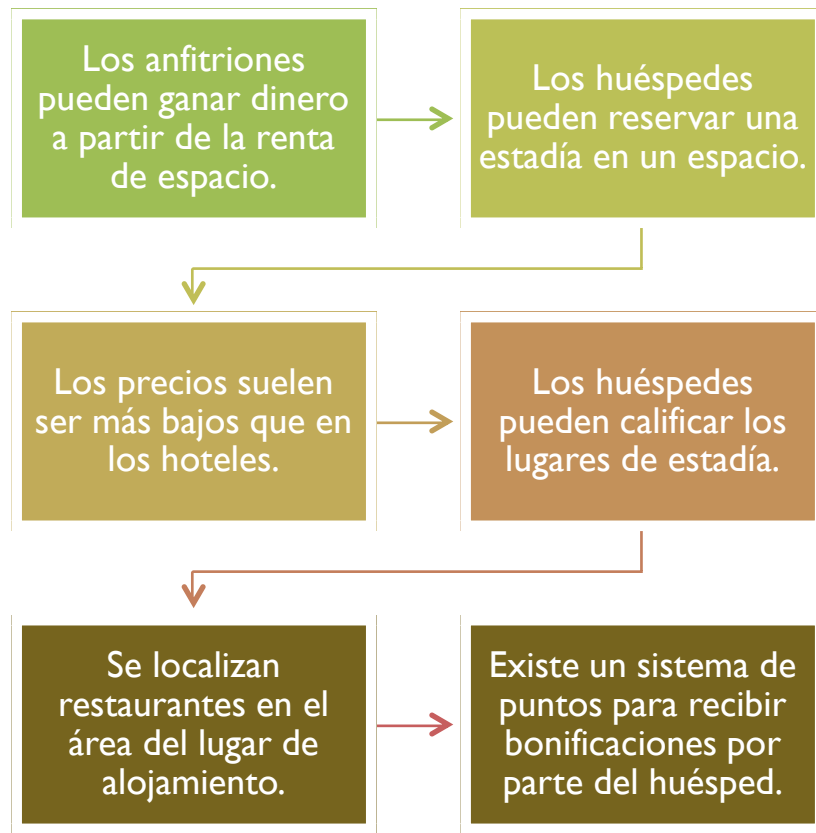 Los anfitriones
pueden ganar dinero
a partir de la renta
de espacio.
Los huéspedes
pueden reservar una
estadía en un espacio.
Los precios suelen
ser más bajos que en
los hoteles.
Los huéspedes
pueden calificar los
lugares de estadía.
Se localizan
restaurantes en el
área del lugar de
alojamiento.
Existe un sistema de
puntos para recibir
bonificaciones por
parte del huésped.